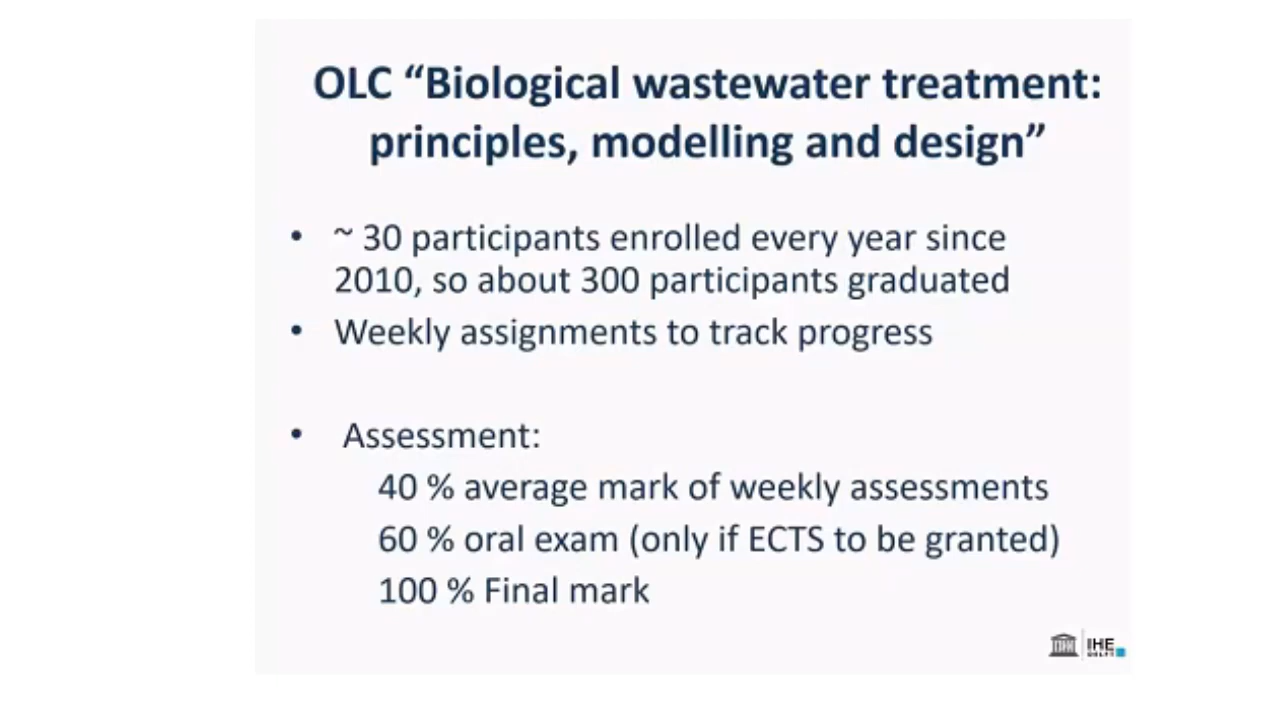 OLC “Biological wastewater treatment:
principles, modelling and design”
• ~ 30 participants enrolled every year since
2010, so about 300 participants graduated
• Weekly assignments to track progress
• Assessment:
40 % average mark of weekly assessments
60 % oral exam (only if ECTS to be granted)
100 % Final mark
IHE
DELFT